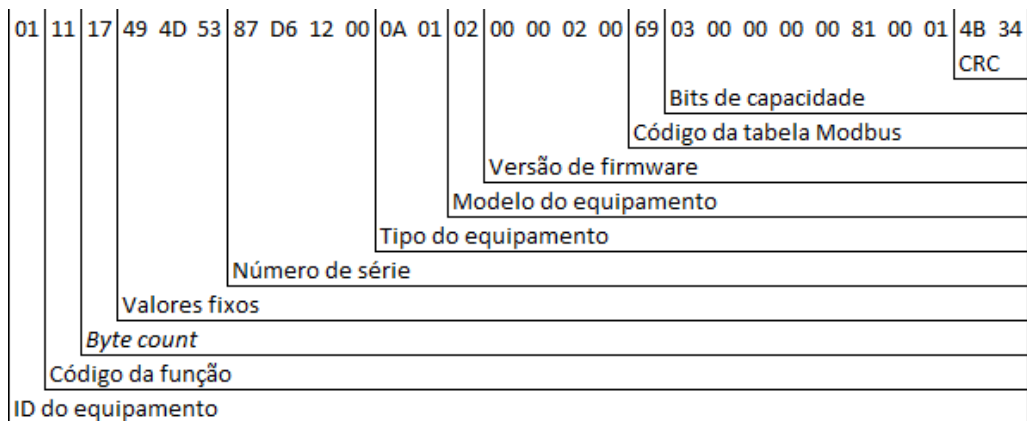 01 11 17 49 4D 53 87 D6 12 00 0A 01 02 00 00 02 00 69 03 00 00 00 00 81 00 01 4B 34
CRC
Bits de capacidade
Código da tabela Modbus
Versão de firmware
Modelo do equipamento
Tipo do equipamento
Número de série
Valores fixos
Byte count
Código da função
ID do equipamento